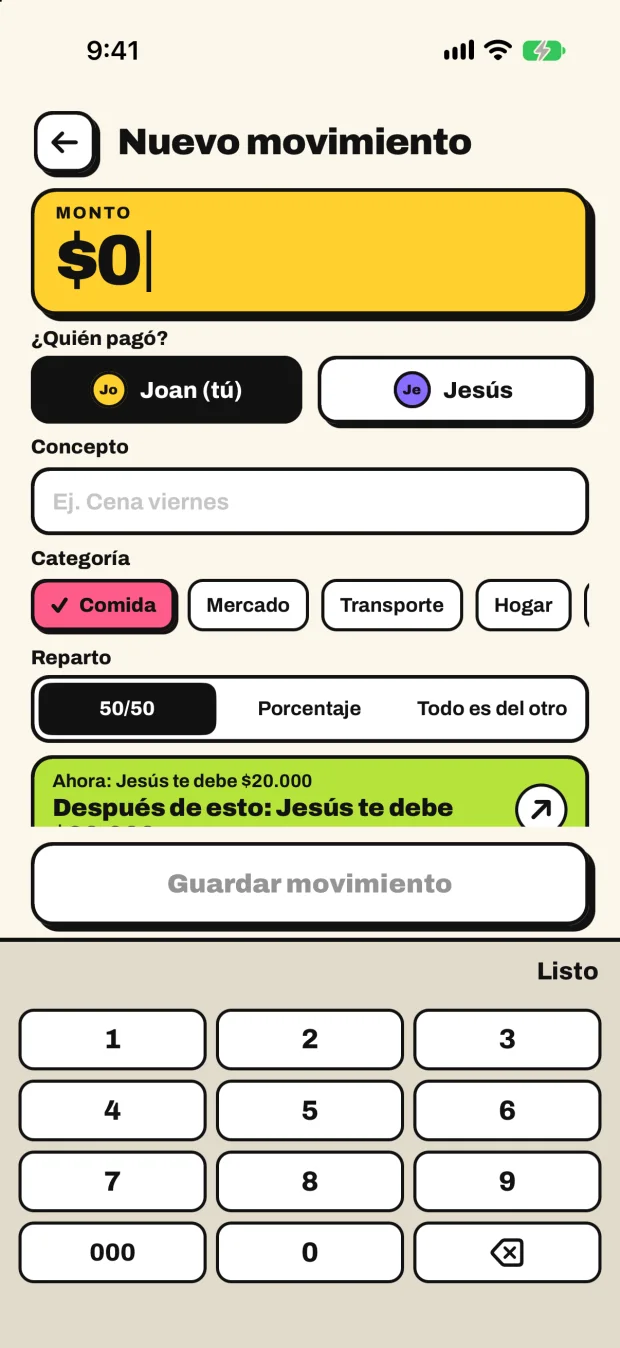 9:41
Nuevo movimiento
MONTO
$0
¿Quién pagó?
Jo Joan (tú)
Je Jesús
Concepto
Ej. Cena viernes
Categoría
Comida Mercado Transporte Hogar
Reparto
50/50 Porcentaje Todo es del otro
Ahora: Jesús te debe $20.000
Después de esto: Jesús te debe
Guardar movimiento
Listo
1 2 3
4 5 6
7 8 9
000 0